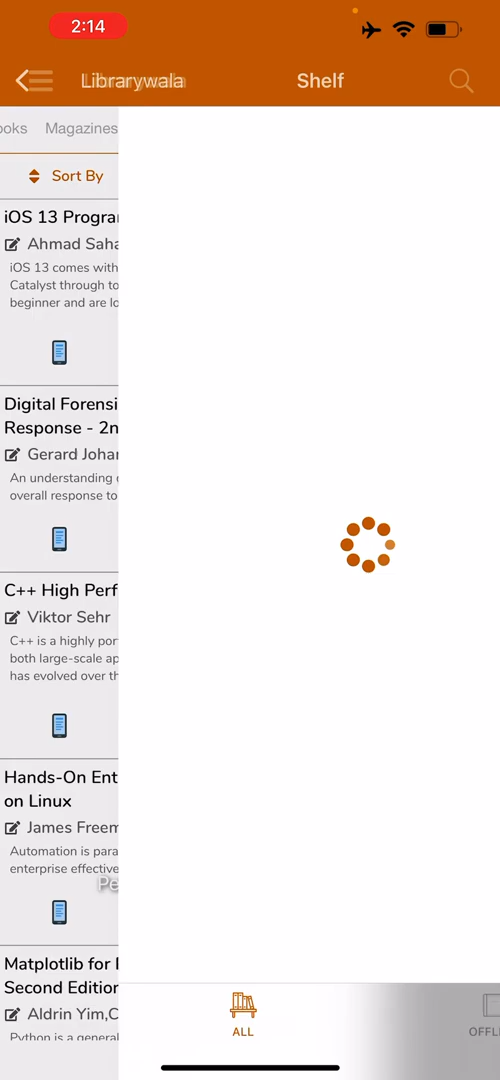 2:14
Librarywala
Shelf
ooks Magazines
Sort By
iOS 13 Progra
Ahmad Saha
iOS 13 comes with
Catalyst through to
beginner and are lo
Digital Forensi
Response - 2n
Gerard Johar
An understanding
overall response to
C++ High Perf
Viktor Sehr
C++ is a highly por
both large-scale ap
has evolved over th
Hands-On Ent
on Linux
James Freem
Automation is para
enterprise effective
Pe
Matplotlib for
Second Edition
Aldrin Yim,C
Python is a general
ALL
OFFLI